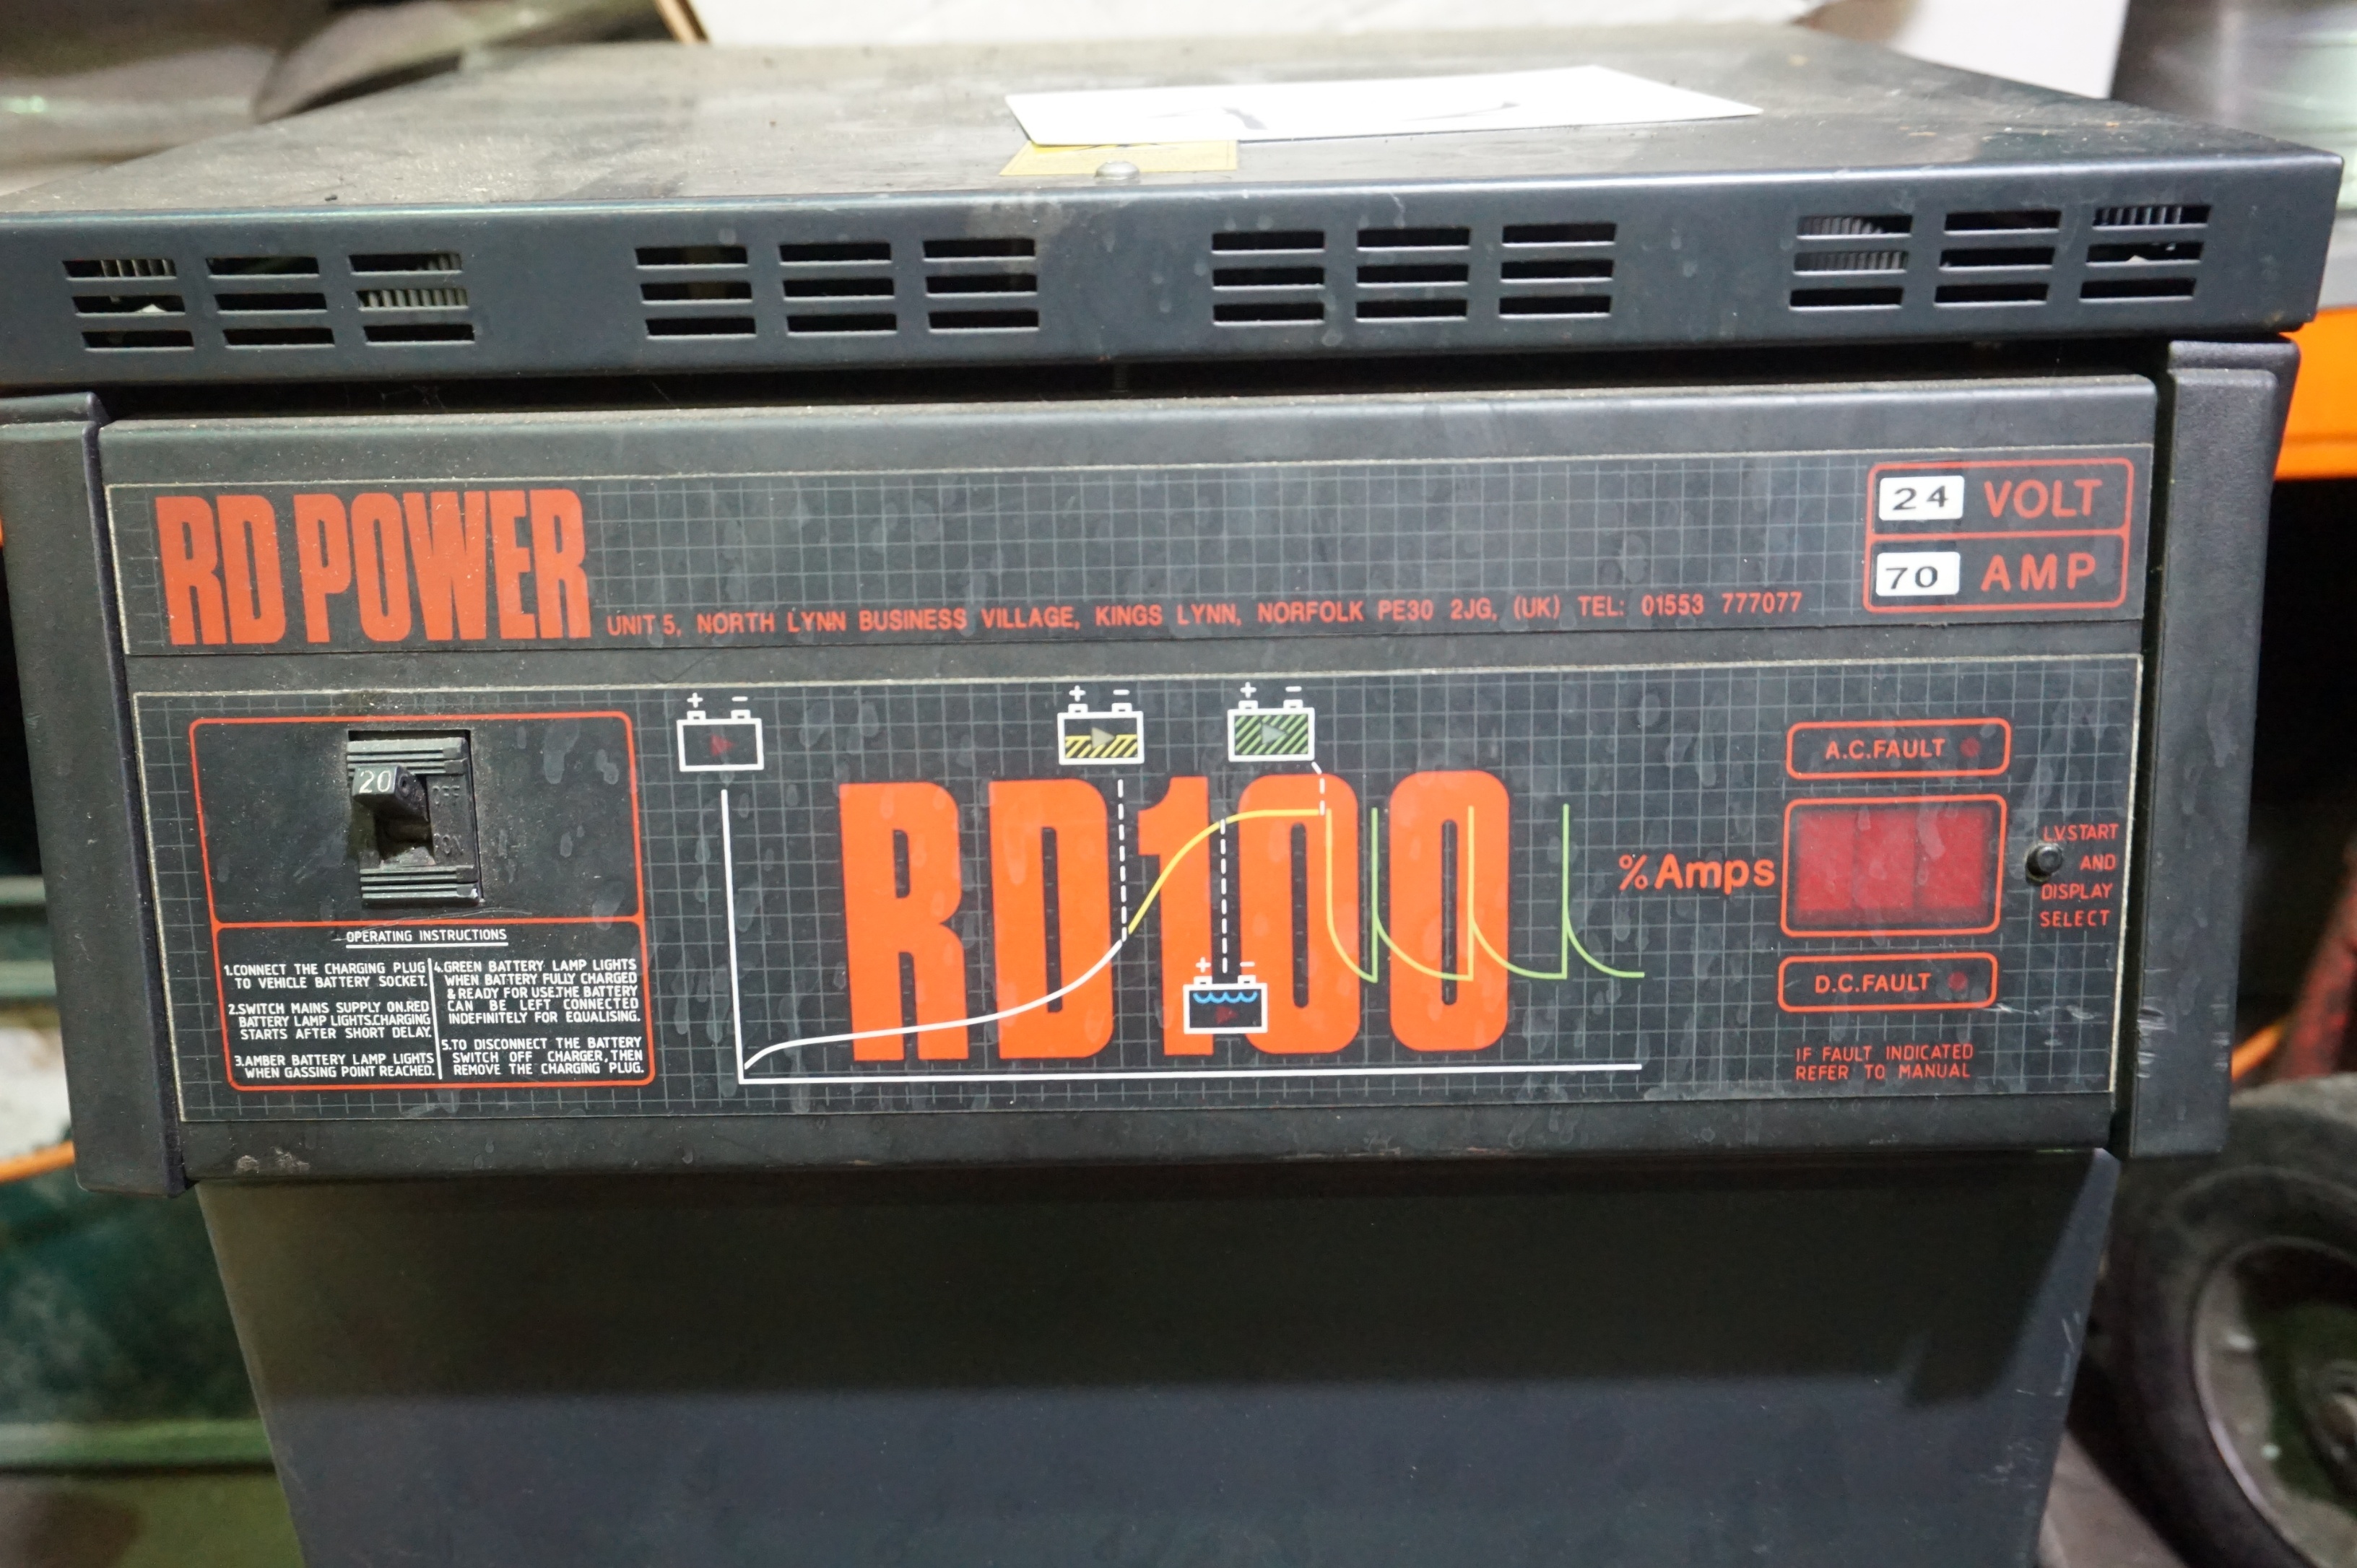 RD POWER
UNIT 5, NORTH LYNN BUSINESS VILLAGE, KINGS LYNN, NORFOLK PE30 2JG, (UK) TEL: 01553 777077
24 VOLT
70 AMP
20
OFF
ON
OPERATING INSTRUCTIONS
1.CONNECT THE CHARGING PLUG
TO VEHICLE BATTERY SOCKET.
2.SWITCH MAINS SUPPLY ON.RED
BATTERY LAMP LIGHTS.CHARGING
STARTS AFTER SHORT DELAY.
3.AMBER BATTERY LAMP LIGHTS
WHEN GASSING POINT REACHED.
4.GREEN BATTERY LAMP LIGHTS
WHEN BATTERY FULLY CHARGED
& READY FOR USE.THE BATTERY
CAN BE LEFT CONNECTED
INDEFINITELY FOR EQUALISING.
5.TO DISCONNECT THE BATTERY
SWITCH OFF CHARGER, THEN
REMOVE THE CHARGING PLUG.
+ -
+ -
+ -
RD100
+ -
A.C.FAULT
% Amps
L.V.START
AND
DISPLAY
SELECT
D.C.FAULT
IF FAULT INDICATED
REFER TO MANUAL